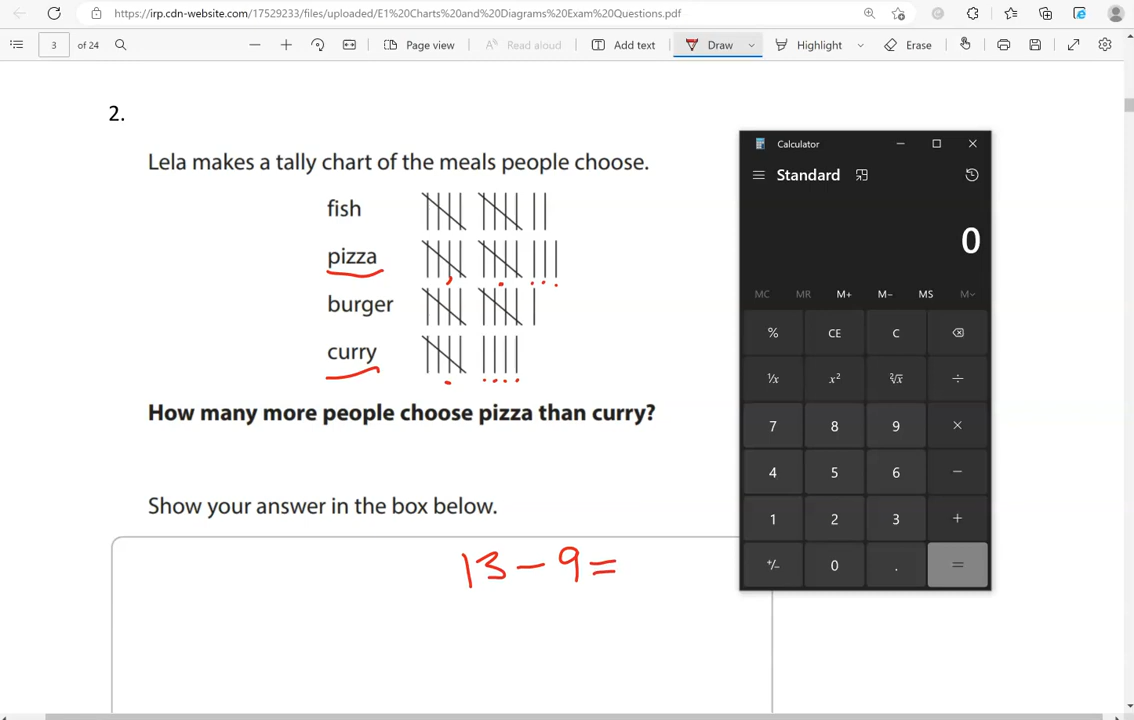 https://irp.cdn-website.com/17529233/files/uploaded/E1%20Charts%20and%20Diagrams%20Exam%20Questions.pdf
3 of 24
Page view
Read aloud
Add text
Draw
Highlight
Erase
2.
Lela makes a tally chart of the meals people choose.
fish
pizza
burger
curry
How many more people choose pizza than curry?
Show your answer in the box below.
13 - 9 =
Calculator
Standard
0
MC MR M+ M- MS M˅
% CE C
1/x x² ²√x ÷
7 8 9 ×
4 5 6 −
1 2 3 +
+/- 0 . =